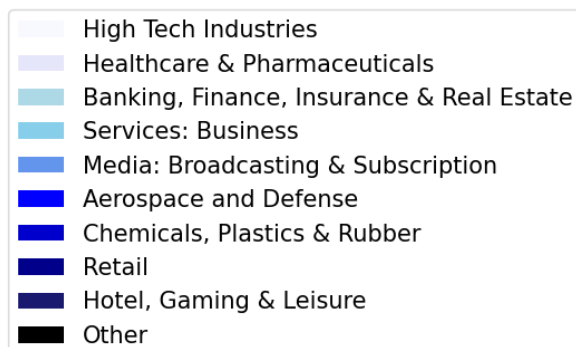 High Tech Industries
Healthcare & Pharmaceuticals
Banking, Finance, Insurance & Real Estate
Services: Business
Media: Broadcasting & Subscription
Aerospace and Defense
Chemicals, Plastics & Rubber
Retail
Hotel, Gaming & Leisure
Other